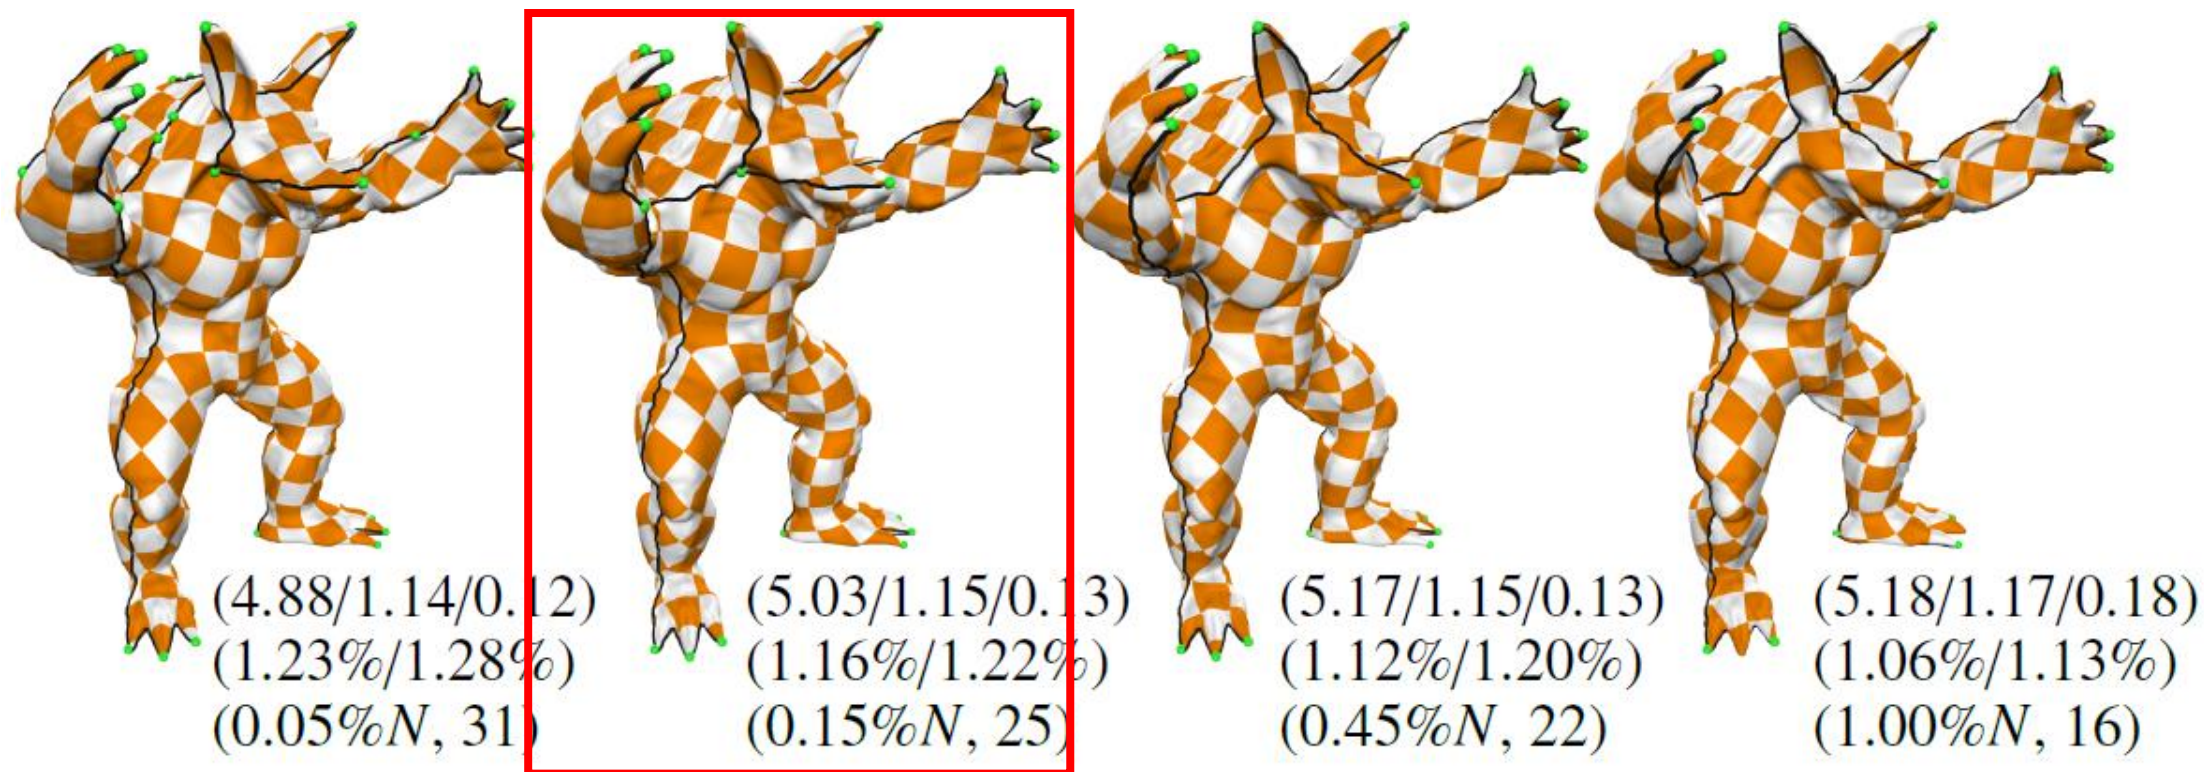 (4.88/1.14/0.12)
(1.23%/1.28%)
(0.05%N, 31)
(5.03/1.15/0.13)
(1.16%/1.22%)
(0.15%N, 25)
(5.17/1.15/0.13)
(1.12%/1.20%)
(0.45%N, 22)
(5.18/1.17/0.18)
(1.06%/1.13%)
(1.00%N, 16)